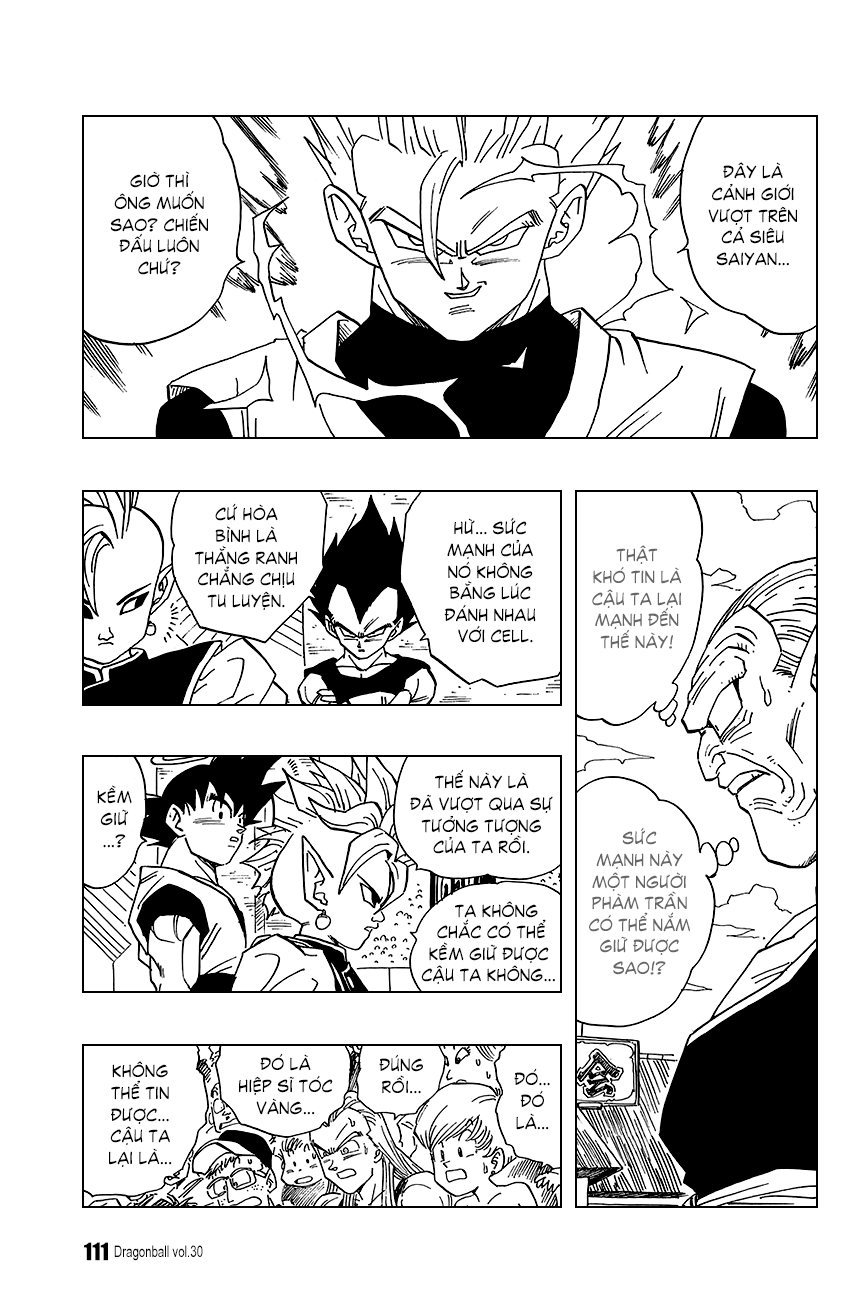 ĐÂY LÀ
CẢNH GIỚI
VƯỢT TRÊN
CẢ SIÊU
SAIYAN...
GIỜ THÌ
ÔNG MUỐN
SAO? CHIẾN
ĐẤU LUÔN
CHỨ?
THẬT
KHÓ TIN LÀ
CẬU TA LẠI
MẠNH ĐẾN
THẾ NÀY!
SỨC
MẠNH NÀY
MỘT NGƯỜI
PHÀM TRẦN
CÓ THỂ NẮM
GIỮ ĐƯỢC
SAO!?
会
HỪ... SỨC
MẠNH CỦA
NÓ KHÔNG
BẰNG LÚC
ĐÁNH NHAU
VỚI CELL.
CỨ HÒA
BÌNH LÀ
THẰNG RANH
CHẲNG CHỊU
TU LUYỆN.
THẾ NÀY LÀ
ĐÃ VƯỢT QUA SỰ
TƯỞNG TƯỢNG
CỦA TA RỒI.
TA KHÔNG
CHẮC CÓ THỂ
KỀM GIỮ ĐƯỢC
CẬU TA KHÔNG...
KỀM
GIỮ
...?
ĐÓ...
ĐÓ
LÀ...
ĐÚNG
RỒI...
ĐÓ LÀ
HIỆP SĨ TÓC
VÀNG...
KHÔNG
THỂ TIN
ĐƯỢC...
CẬU TA
LẠI LÀ...
111 Dragonball vol.30